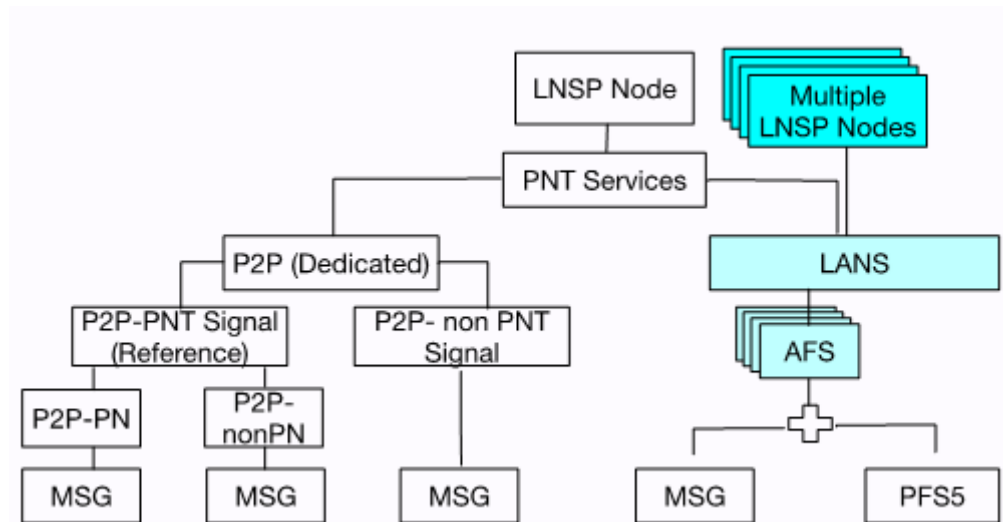 LNSP Node
Multiple
LNSP Nodes
PNT Services
P2P (Dedicated)
LANS
P2P-PNT Signal
(Reference)
P2P- non PNT
Signal
AFS
P2P-PN
P2P-
nonPN
MSG
MSG
MSG
MSG
PFS5